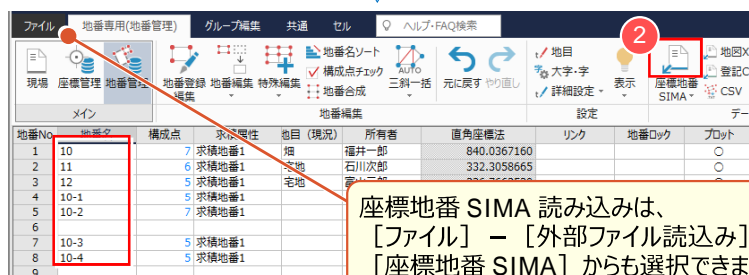 ファイル 地番専用(地番管理) グループ編集 共通 セル ヘルプ・FAQ検索
2
地番名ソート 地目 地図X
構成点チェック AUTO 大字・字 登記C
現場 座標管理 地番管理 地番登録 地番編集 特殊編集 地番合成 三斜一括 元に戻す やり直し 詳細設定 表示 座標地番 CSV
編集 SIMA
メイン 地番編集 設定 デー
地番No 地番名 構成点 求積属性 地目（現況） 所有者 直角座標法 リンク 地番ロック プロット
1 10 7 求積地番1 畑 福井一郎 840.0367160 ○
2 11 6 求積地番1 宅地 石川次郎 332.3058665 ○
3 12 5 求積地番1 宅地
4 10-1 5 求積地番1
5 10-2 7 求積地番1
6
7 10-3 5 求積地番1
8 10-4 5 求積地番1
9
座標地番 SIMA 読み込みは、
［ファイル］－［外部ファイル読込み］
［座標地番 SIMA］からも選択できま